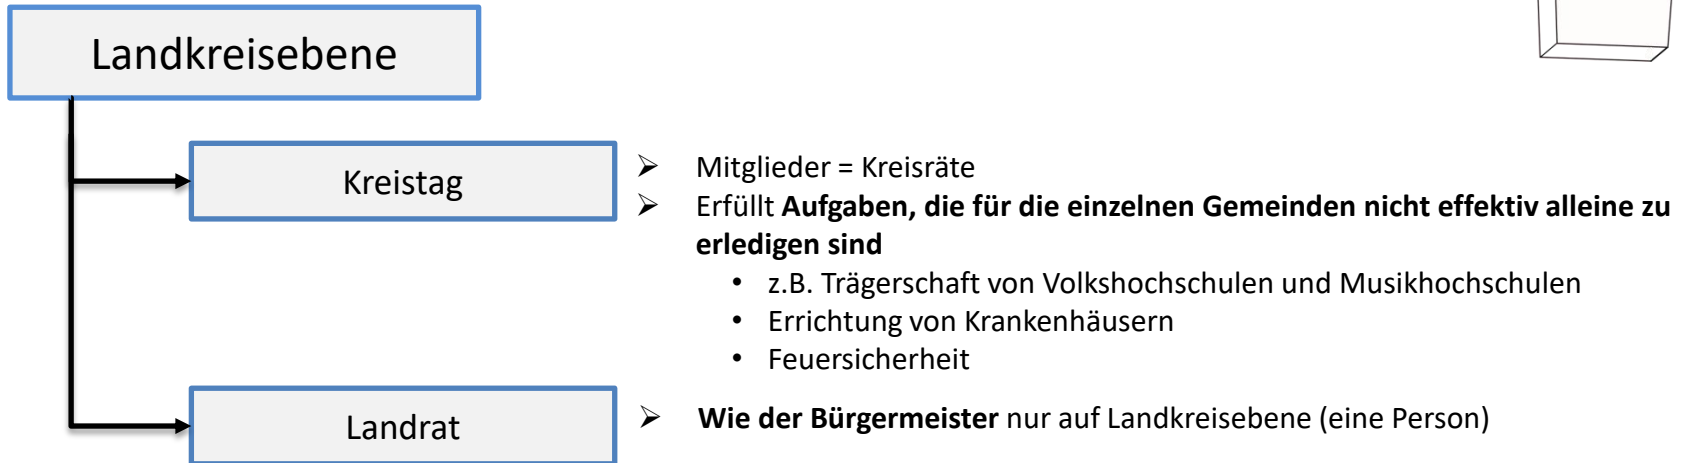 Landkreisebene
Kreistag
➢ Mitglieder = Kreisräte
➢ Erfüllt Aufgaben, die für die einzelnen Gemeinden nicht effektiv alleine zu
erledigen sind
• z.B. Trägerschaft von Volkshochschulen und Musikhochschulen
• Errichtung von Krankenhäusern
• Feuersicherheit
Landrat
➢ Wie der Bürgermeister nur auf Landkreisebene (eine Person)